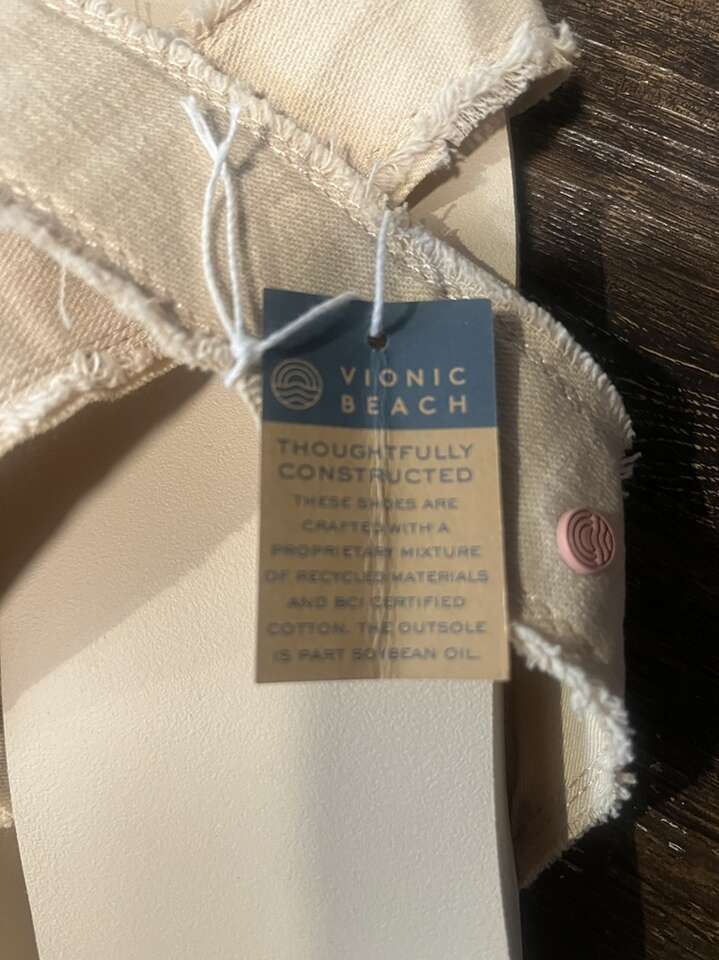 VIONIC
BEACH
THOUGHTFULLY
CONSTRUCTED
THESE SHOES ARE
CRAFTED WITH A
PROPRIETARY MIXTURE
OF RECYCLED MATERIALS
AND BCI CERTIFIED
COTTON. THE OUTSOLE
IS PART SOYBEAN OIL.